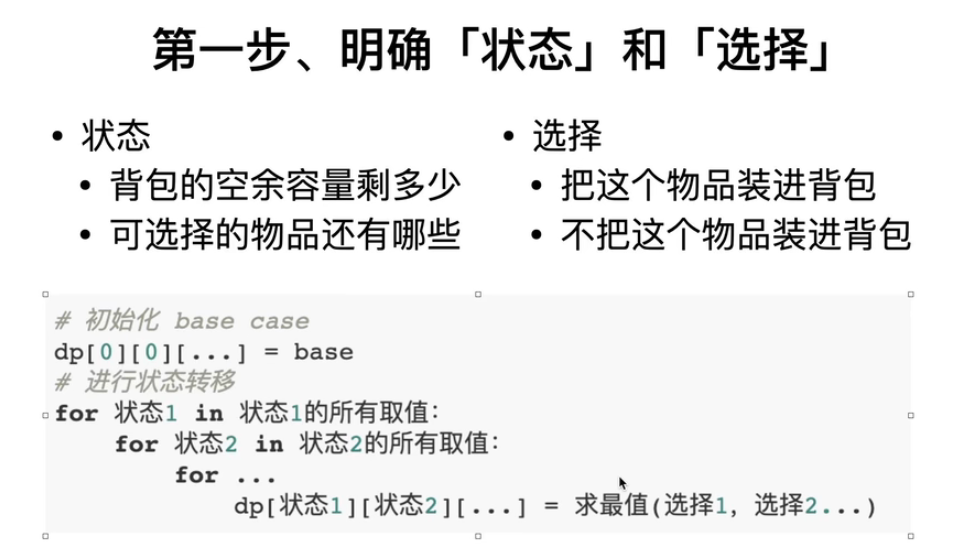 第一步、明确「状态」和「选择」
• 状态
• 背包的空余容量剩多少
• 可选择的物品还有哪些
• 选择
• 把这个物品装进背包
• 不把这个物品装进背包
# 初始化 base case
dp[0][0][...] = base
# 进行状态转移
for 状态1 in 状态1的所有取值:
    for 状态2 in 状态2的所有取值:
        for ...
            dp[状态1][状态2][...] = 求最值(选择1, 选择2...)